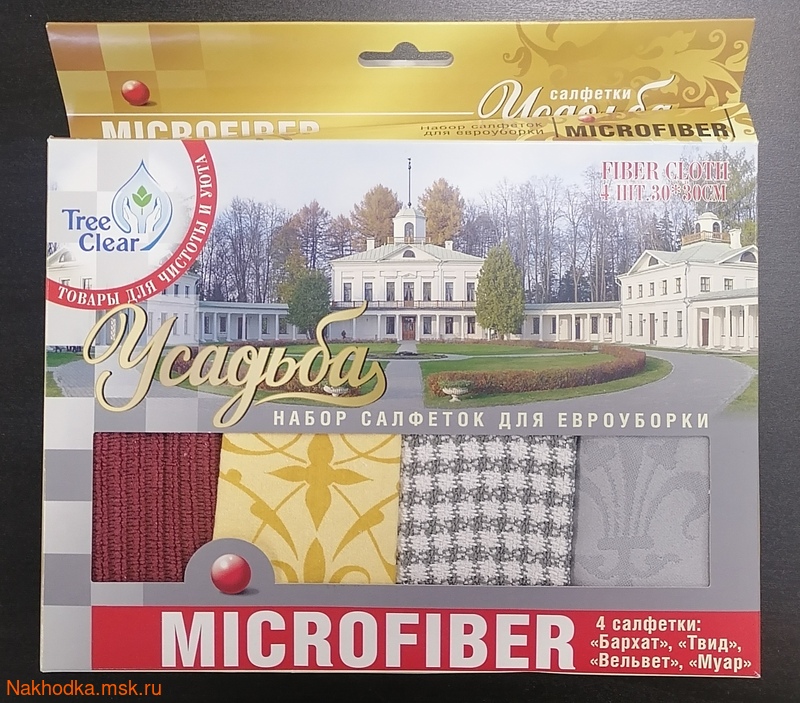 салфетки
Усадьба
MICROFIBER
Набор салфеток
для евроуборки
MICROFIBER
FIBER CLOTH
4 ШТ. 30*30СМ
Tree
Clear
ТОВАРЫ ДЛЯ ЧИСТОТЫ И УЮТА
Усадьба
НАБОР САЛФЕТОК ДЛЯ ЕВРОУБОРКИ
MICROFIBER
4 салфетки:
«Бархат», «Твид»,
«Вельвет», «Муар»
Nakhodka.msk.ru